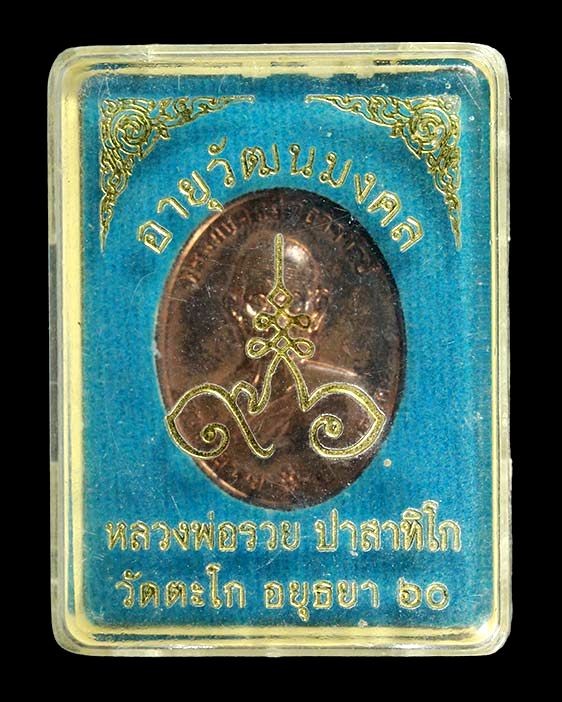 อายุวัฒนมงคล
หลวงพ่อรวย ปาสาทิโก
วัดตะโก อยุธยา ๖๐